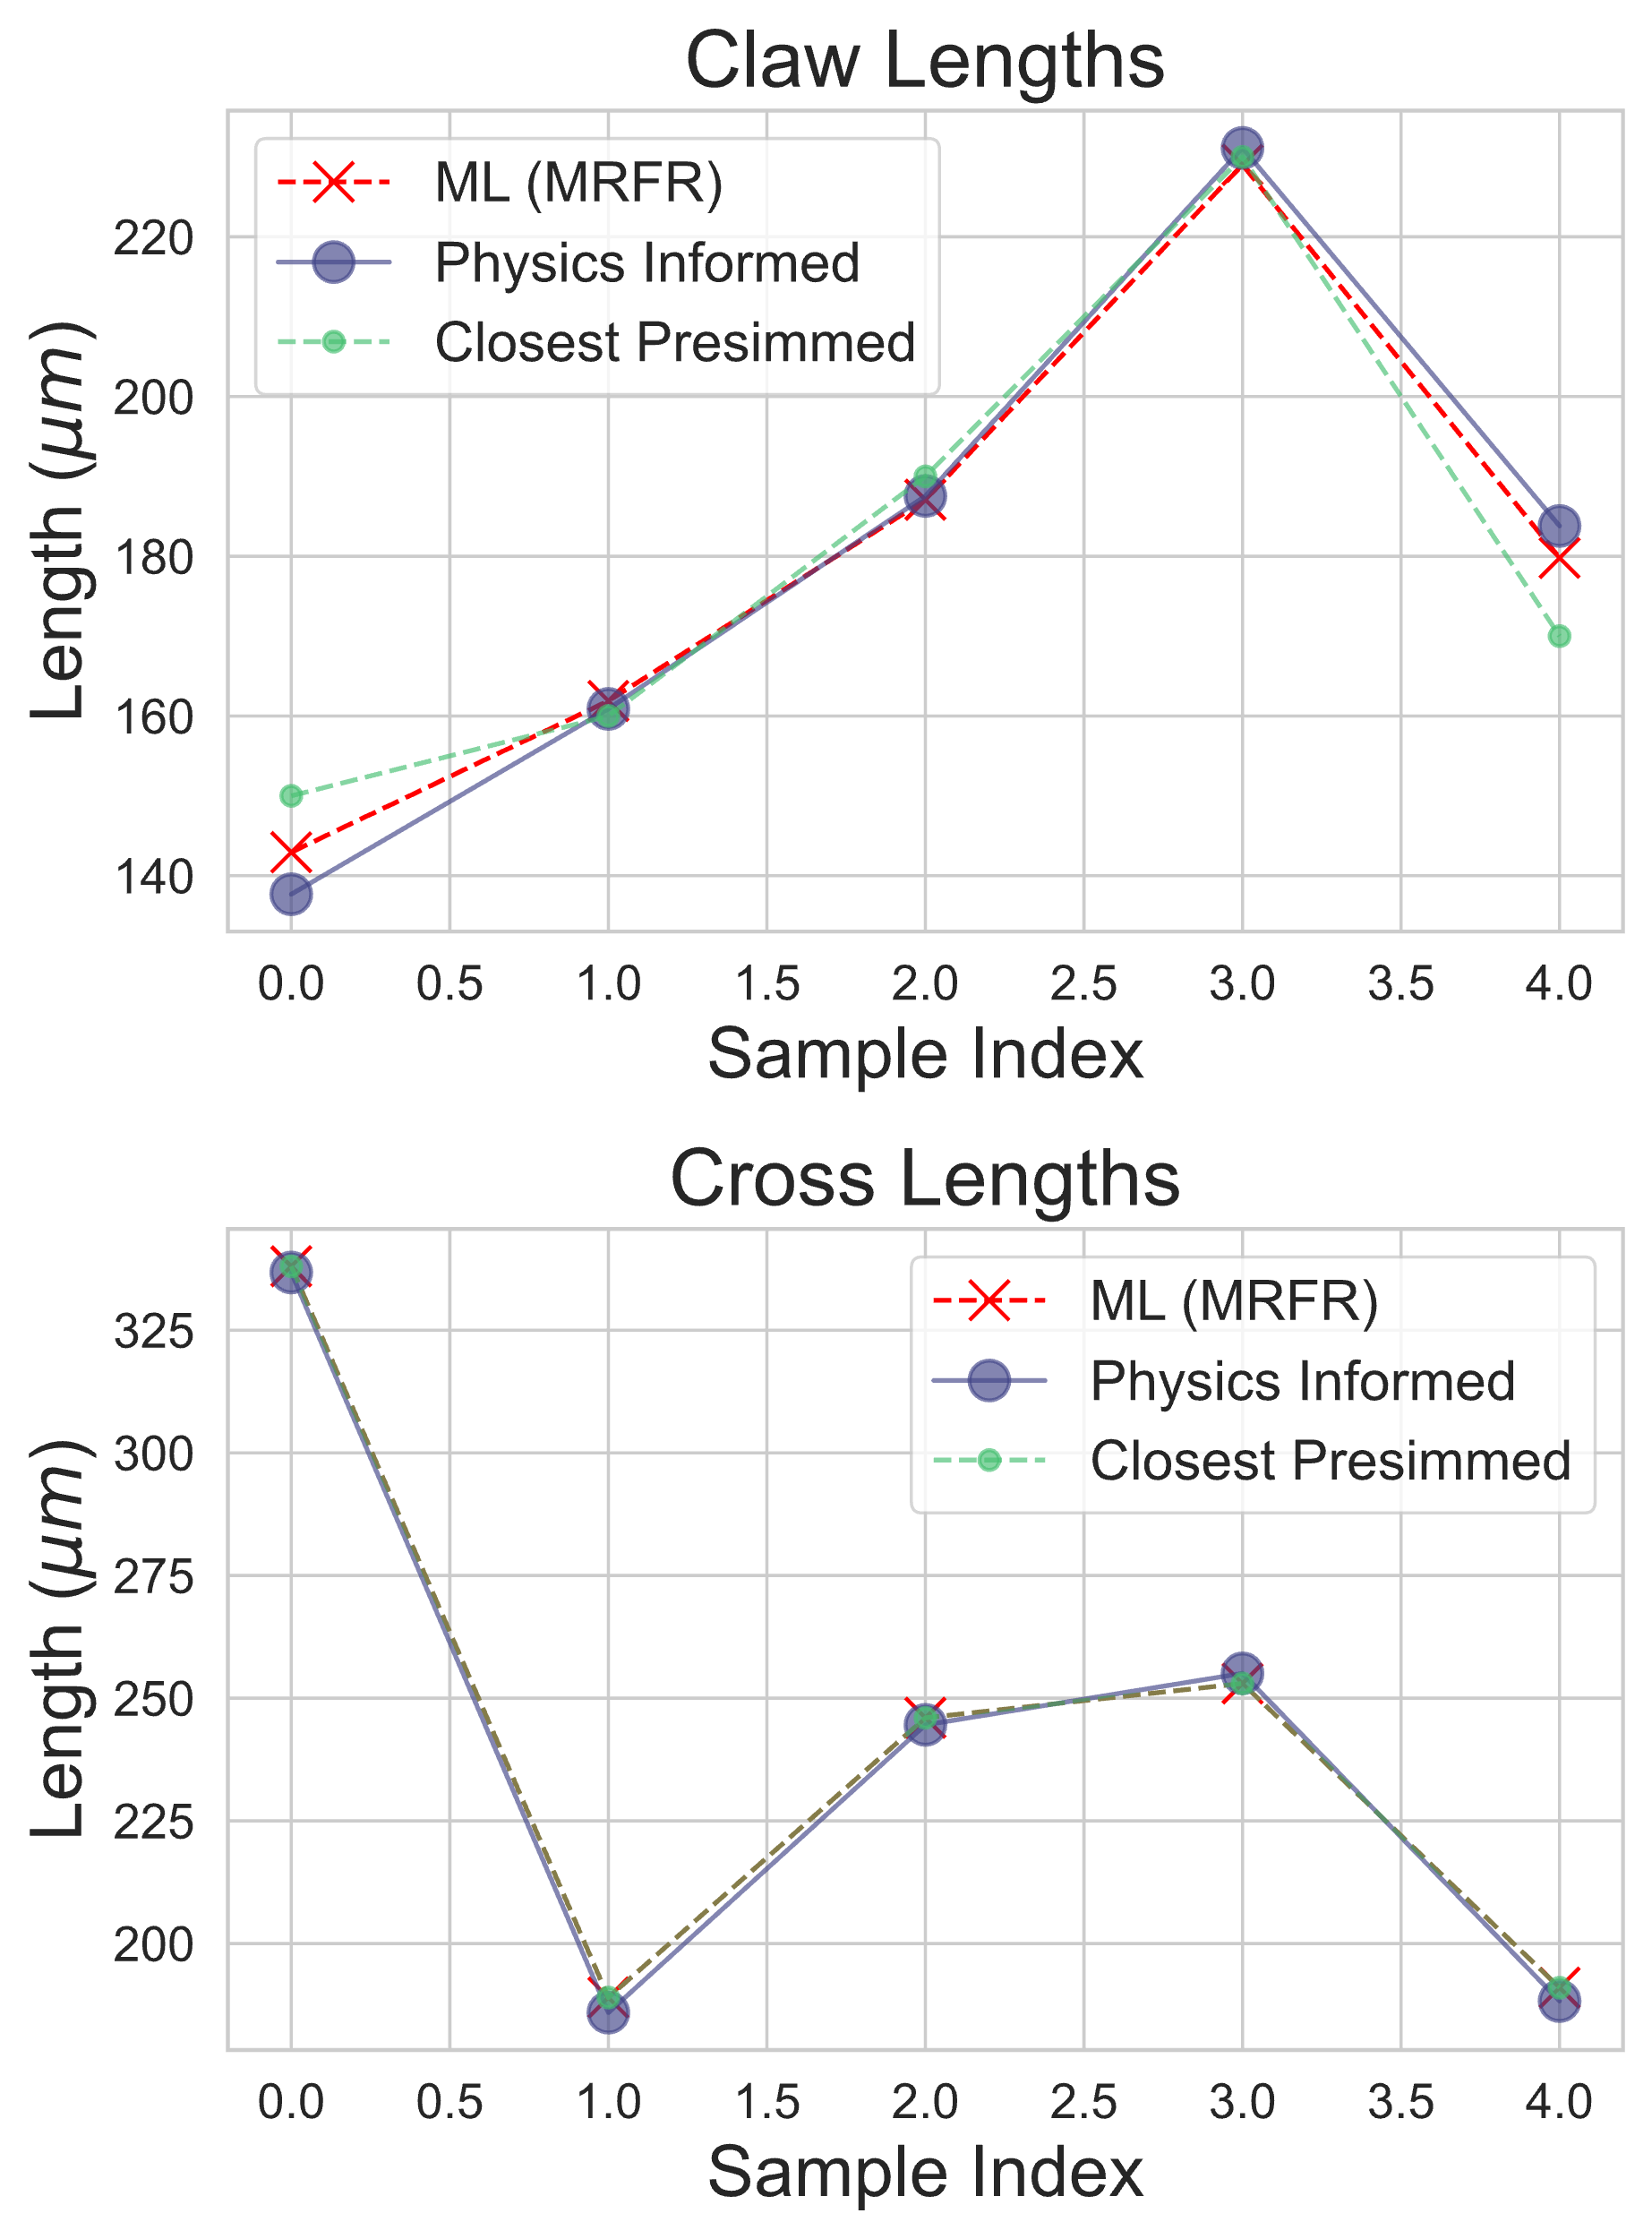 Claw Lengths
ML (MRFR)
Physics Informed
Closest Presimmed
Length (μm)
220
200
180
160
140
0.0 0.5 1.0 1.5 2.0 2.5 3.0 3.5 4.0
Sample Index
Cross Lengths
ML (MRFR)
Physics Informed
Closest Presimmed
Length (μm)
325
300
275
250
225
200
0.0 0.5 1.0 1.5 2.0 2.5 3.0 3.5 4.0
Sample Index